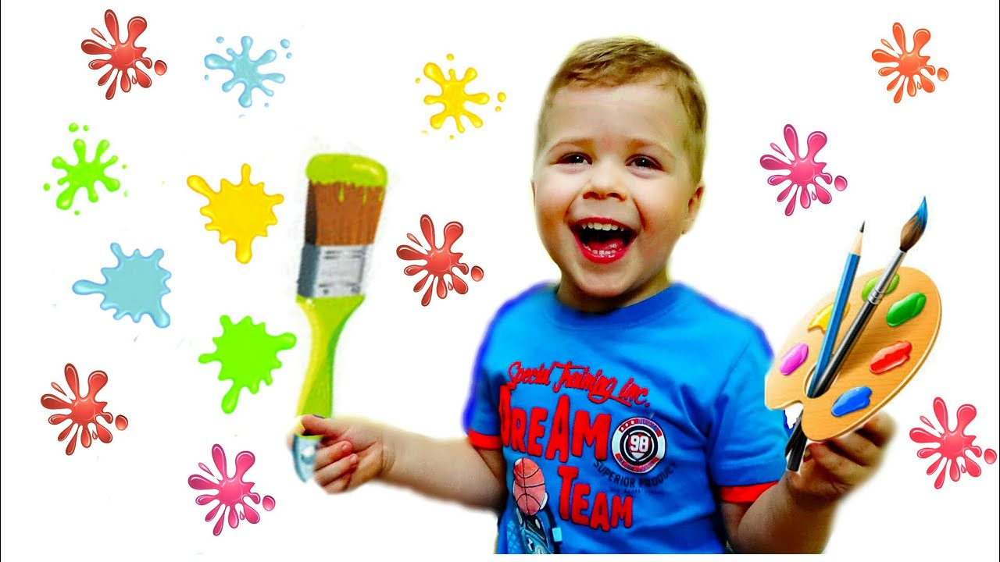 Special Training inc.
DREAM
98
SUPERIOR PRODUCT
TEAM